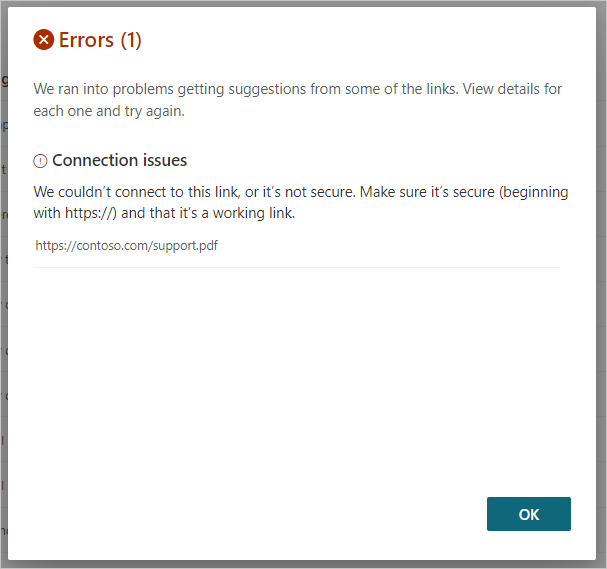 Errors (1)
We ran into problems getting suggestions from some of the links. View details for
each one and try again.
Connection issues
We couldn’t connect to this link, or it’s not secure. Make sure it’s secure (beginning
with https://) and that it’s a working link.
https://contoso.com/support.pdf
OK